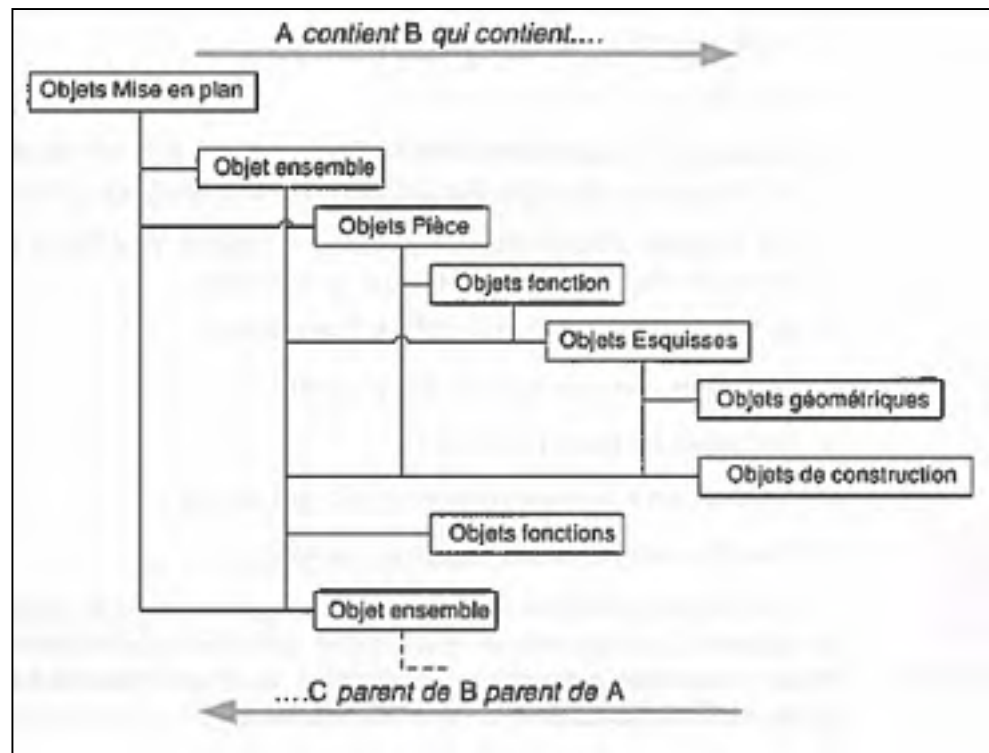 A contient B qui contient....
Objets Mise en plan
Objet ensemble
Objets Pièce
Objets fonction
Objets Esquisses
Objets géométriques
Objets de construction
Objets fonctions
Objet ensemble
....C parent de B parent de A